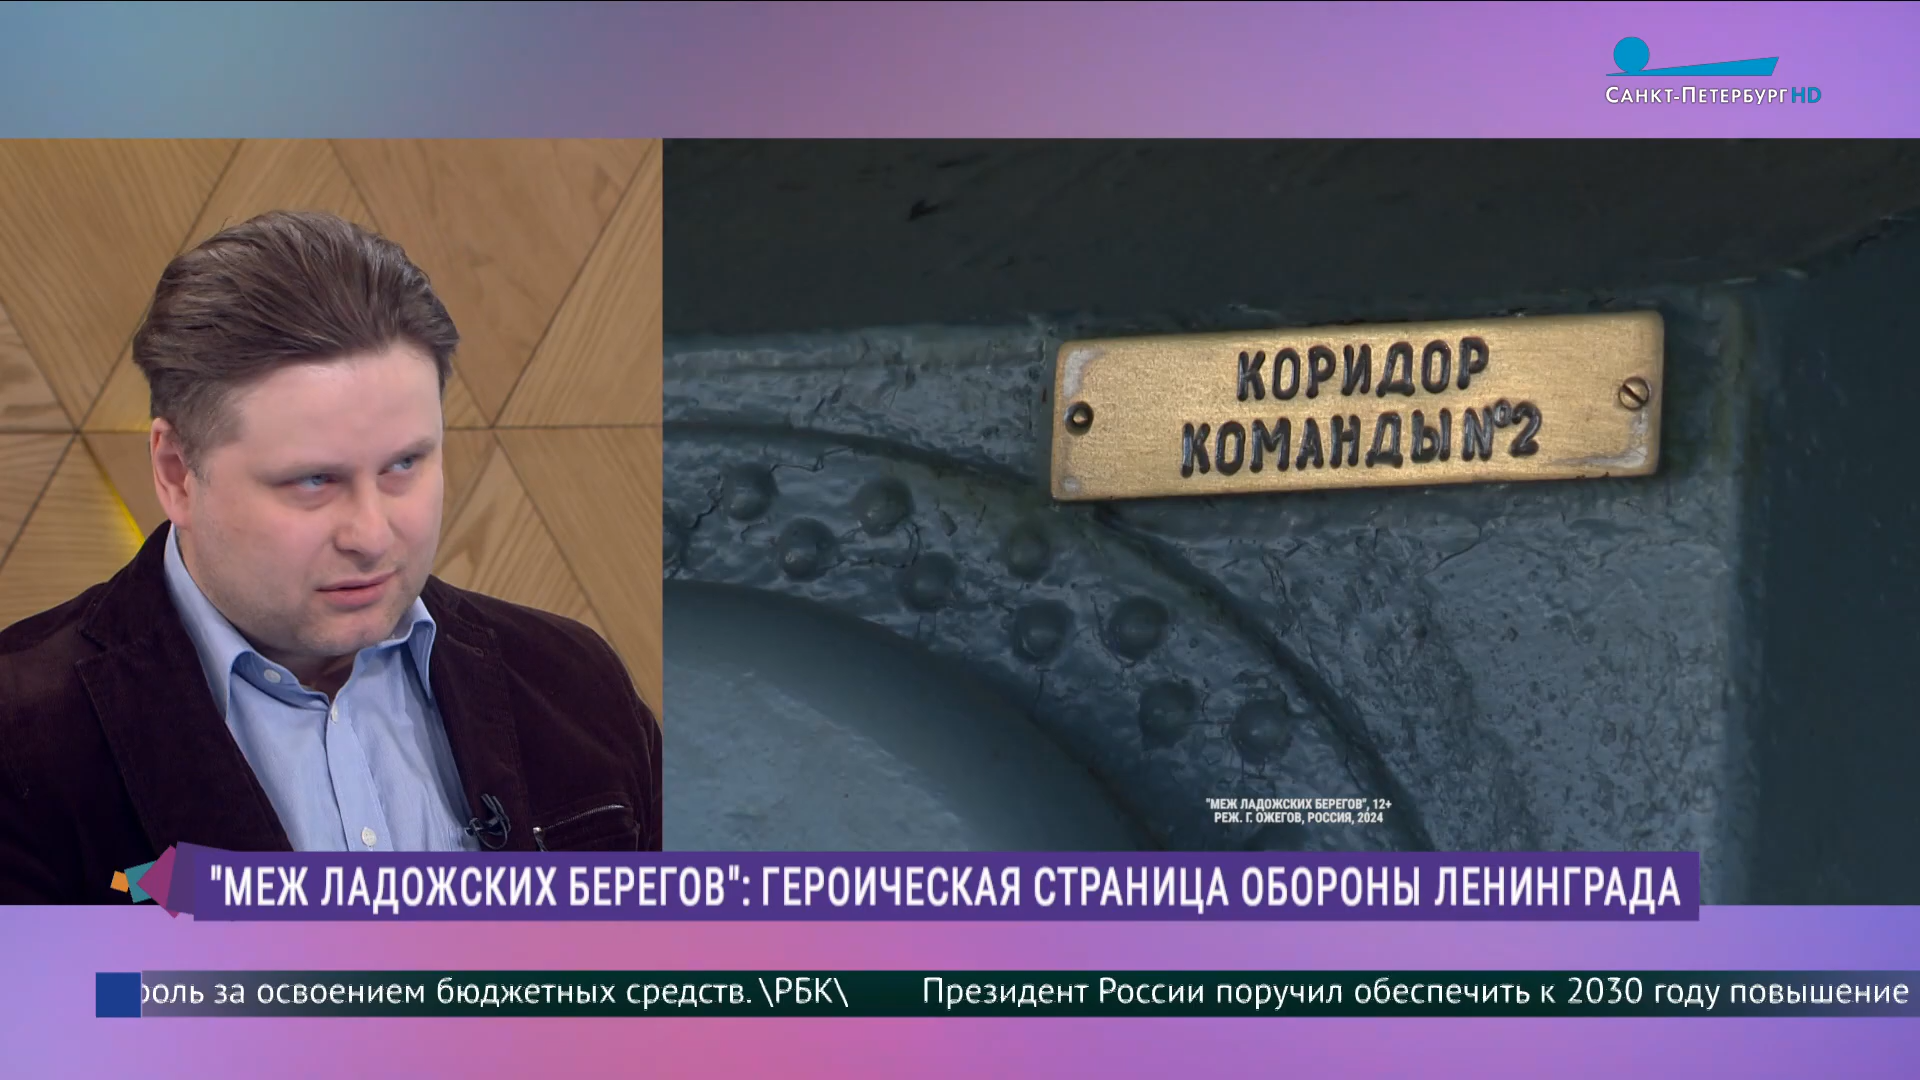 САНКТ-ПЕТЕРБУРГ HD
КОРИДОР
КОМАНДЫ №2
"МЕЖ ЛАДОЖСКИХ БЕРЕГОВ", 12+
РЕЖ. Г. ОЖЕГОВ, РОССИЯ, 2024
"МЕЖ ЛАДОЖСКИХ БЕРЕГОВ": ГЕРОИЧЕСКАЯ СТРАНИЦА ОБОРОНЫ ЛЕНИНГРАДА
роль за освоением бюджетных средств. \РБК\ Президент России поручил обеспечить к 2030 году повышение